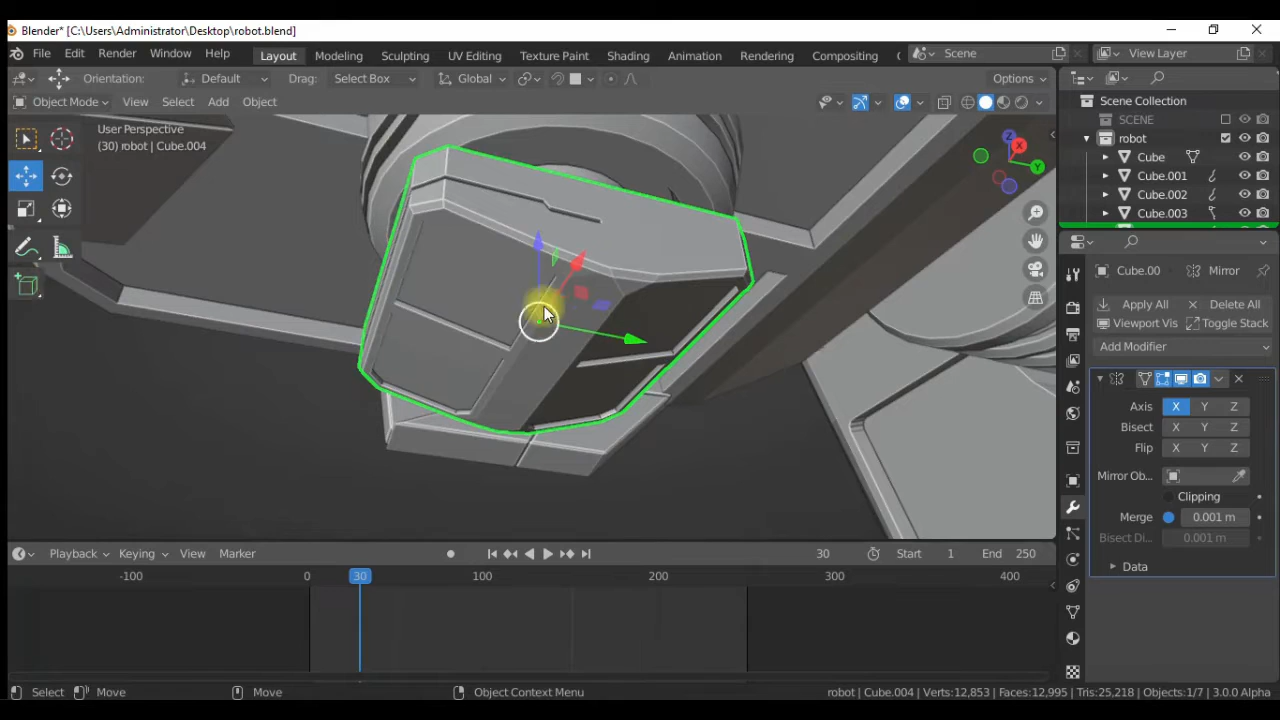 Blender* [C:\Users\Administrator\Desktop\robot.blend]
File Edit Render Window Help Layout Modeling Sculpting UV Editing Texture Paint Shading Animation Rendering Compositing Scene View Layer
Orientation: Default Drag: Select Box Global Options
Object Mode View Select Add Object
User Perspective
(30) robot | Cube.004
Z
X
Y
Scene Collection
SCENE
robot
Cube
Cube.001
Cube.002
Cube.003
Cube.00 Mirror
Apply All Delete All
Viewport Vis Toggle Stack
Add Modifier
Axis X Y Z
Bisect X Y Z
Flip X Y Z
Mirror Ob...
Clipping
Merge 0.001 m
Bisect Di... 0.001 m
Data
Playback Keying View Marker 30 Start 1 End 250
-100 0 30 100 200 300 400
Select Move Move Object Context Menu robot | Cube.004 Verts:12,853 | Faces:12,995 | Tris:25,218 | Objects:1/7 | 3.0.0 Alpha